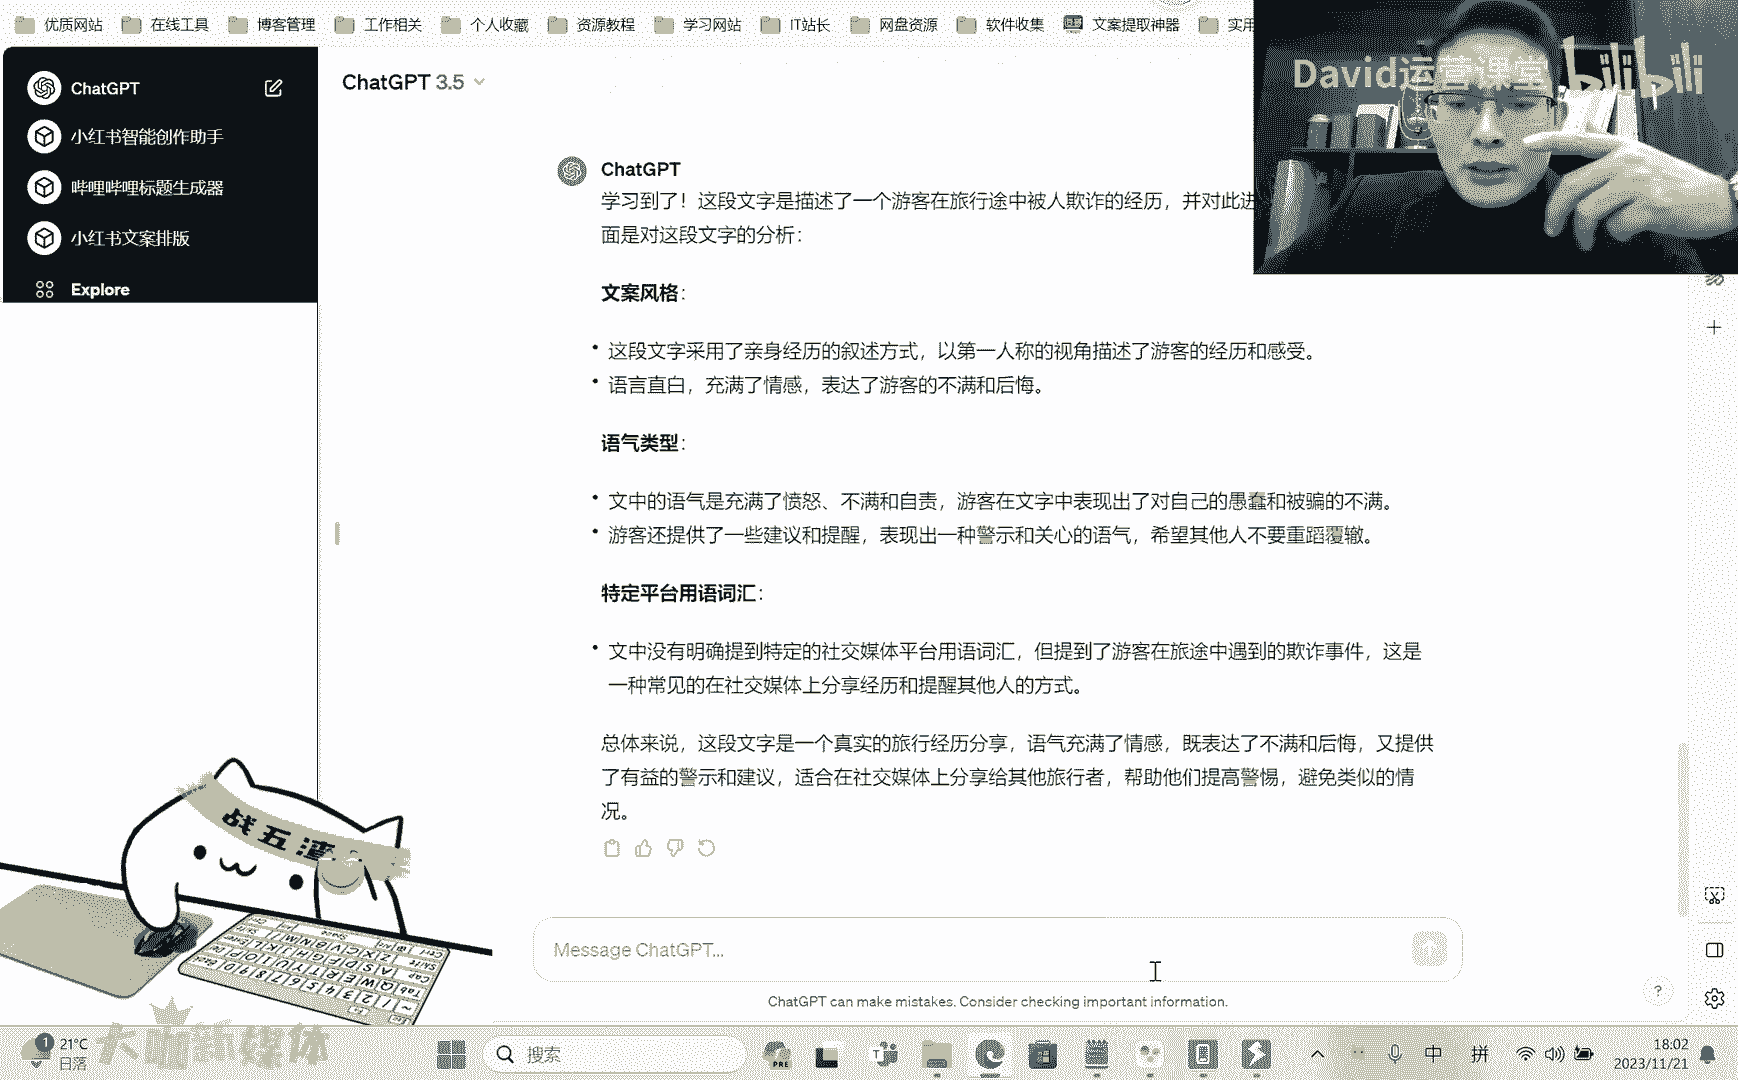 优质网站 在线工具 博客管理 工作相关 个人收藏 资源教程 学习网站 IT站长 网盘资源 软件收集 文案提取神器 实用
David运营课堂 bilibili
ChatGPT
小红书智能创作助手
哔哩哔哩标题生成器
小红书文案排版
Explore
ChatGPT 3.5
ChatGPT
学习到了！这段文字是描述了一个游客在旅行途中被人欺诈的经历，并对此进
面是对这段文字的分析：
文案风格：
• 这段文字采用了亲身经历的叙述方式，以第一人称的视角描述了游客的经历和感受。
• 语言直白，充满了情感，表达了游客的不满和后悔。
语气类型：
• 文中的语气是充满了愤怒、不满和自责，游客在文字中表现出了对自己的愚蠢和被骗的不满。
• 游客还提供了一些建议和提醒，表现出一种警示和关心的语气，希望其他人不要重蹈覆辙。
特定平台用语词汇：
• 文中没有明确提到特定的社交媒体平台用语词汇，但提到了游客在旅途中遇到的欺诈事件，这是
一种常见的在社交媒体上分享经历和提醒其他人的方式。
总体来说，这段文字是一个真实的旅行经历分享，语气充满了情感，既表达了不满和后悔，又提供
了有益的警示和建议，适合在社交媒体上分享给其他旅行者，帮助他们提高警惕，避免类似的情
况。
战五渣
Message ChatGPT...
ChatGPT can make mistakes. Consider checking important information.
?
大咖新媒体
1
21°C
日落
搜索
PRE
中 拼
18:02
2023/11/21